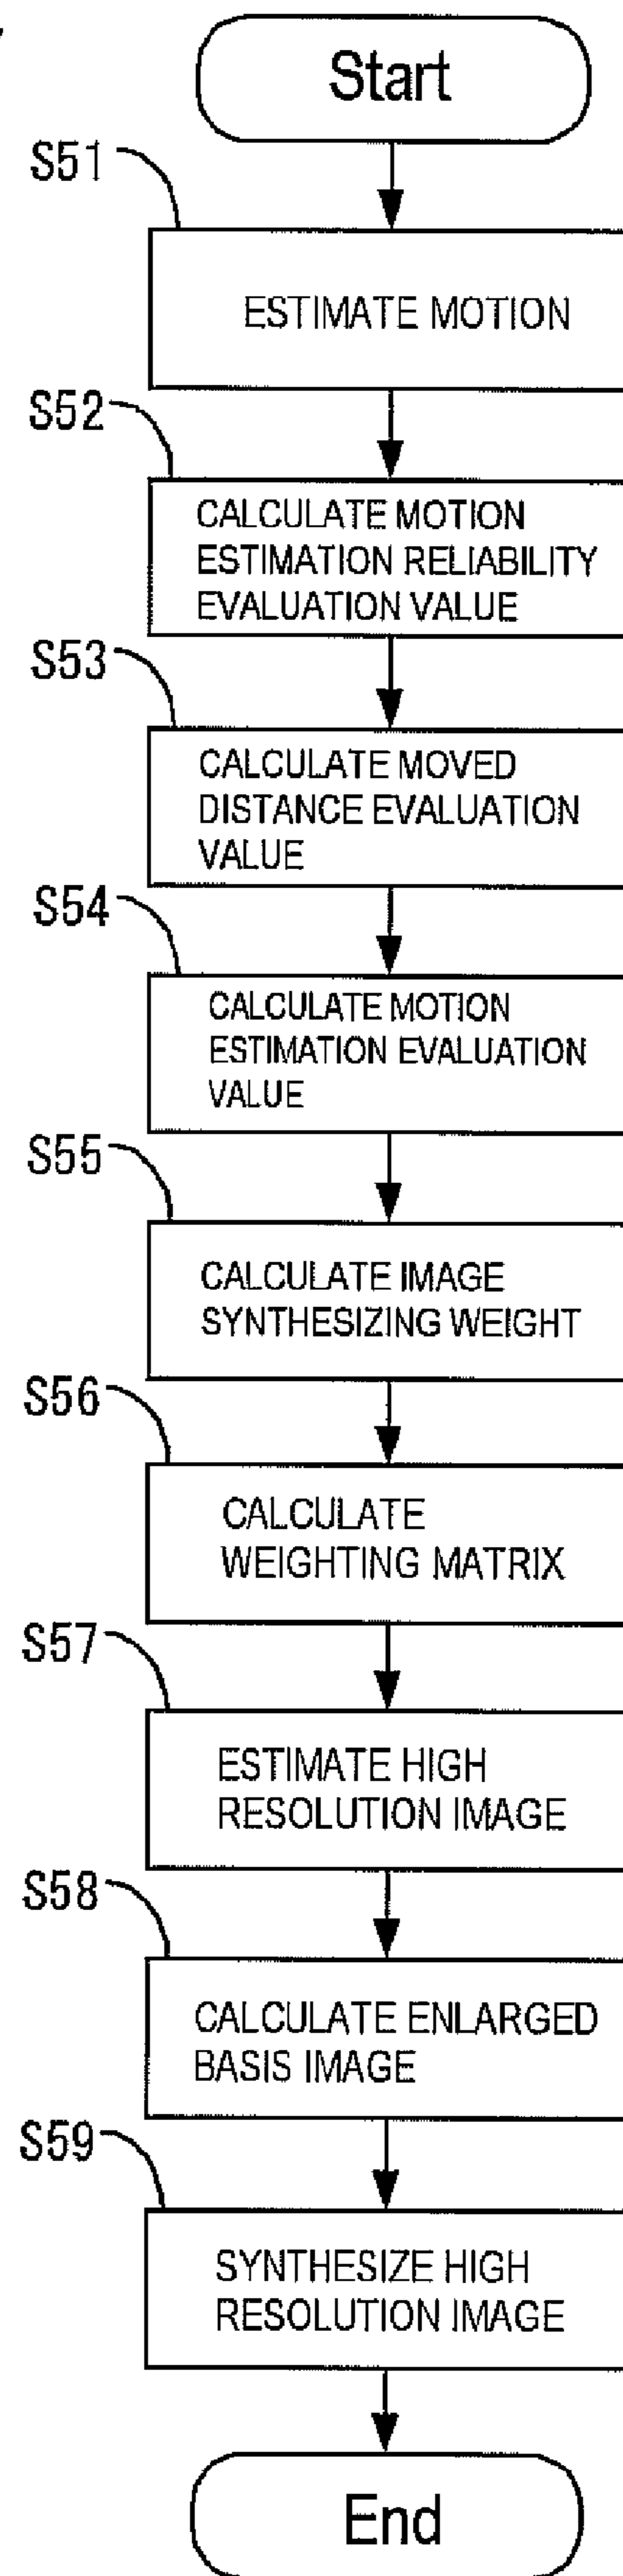 Start
S51
ESTIMATE MOTION
S52
CALCULATE MOTION
ESTIMATION RELIABILITY
EVALUATION VALUE
S53
CALCULATE MOVED
DISTANCE EVALUATION
VALUE
S54
CALCULATE MOTION
ESTIMATION EVALUATION
VALUE
S55
CALCULATE IMAGE
SYNTHESIZING WEIGHT
S56
CALCULATE
WEIGHTING MATRIX
S57
ESTIMATE HIGH
RESOLUTION IMAGE
S58
CALCULATE ENLARGED
BASIS IMAGE
S59
SYNTHESIZE HIGH
RESOLUTION IMAGE
End